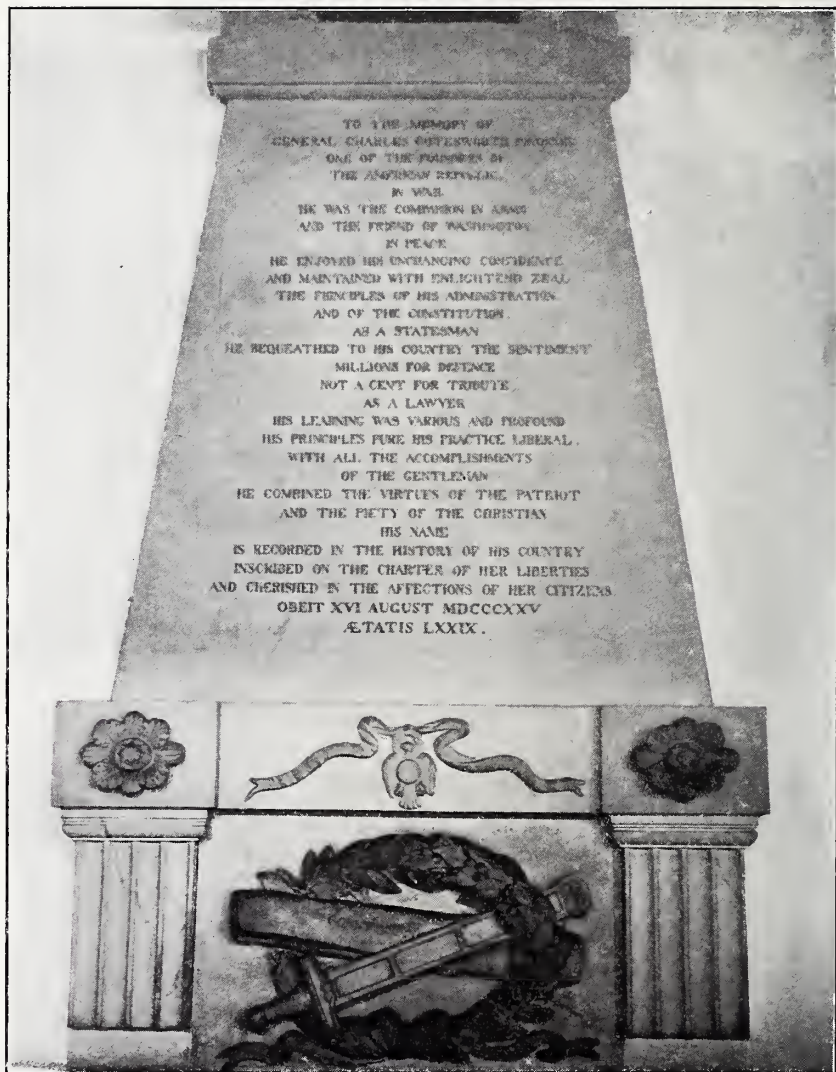 TO THE MEMORY OF
GENERAL CHARLES COTESWORTH PINCKNEY
ONE OF THE FOUNDERS OF
THE AMERICAN REPUBLIC.
IN WAR
HE WAS THE COMPANION IN ARMS
AND THE FRIEND OF WASHINGTON
IN PEACE
HE ENJOYED HIS UNCHANGING CONFIDENCE
AND MAINTAINED WITH ENLIGHTEND ZEAL
THE PRINCIPLES OF HIS ADMINISTRATION
AND OF THE CONSTITUTION.
AS A STATESMAN
HE BEQUEATHED TO HIS COUNTRY THE SENTIMENT
MILLIONS FOR DEFENCE
NOT A CENT FOR TRIBUTE.
AS A LAWYER
HIS LEARNING WAS VARIOUS AND PROFOUND
HIS PRINCIPLES PURE HIS PRACTICE LIBERAL.
WITH ALL THE ACCOMPLISHMENTS
OF THE GENTLEMAN
HE COMBINED THE VIRTUES OF THE PATRIOT
AND THE PIETY OF THE CHRISTIAN
HIS NAME
IS RECORDED IN THE HISTORY OF HIS COUNTRY
INSCRIBED ON THE CHARTER OF HER LIBERTIES
AND CHERISHED IN THE AFFECTIONS OF HER CITIZENS
OBEIT XVI AUGUST MDCCCXXV
ÆTATIS LXXIX.